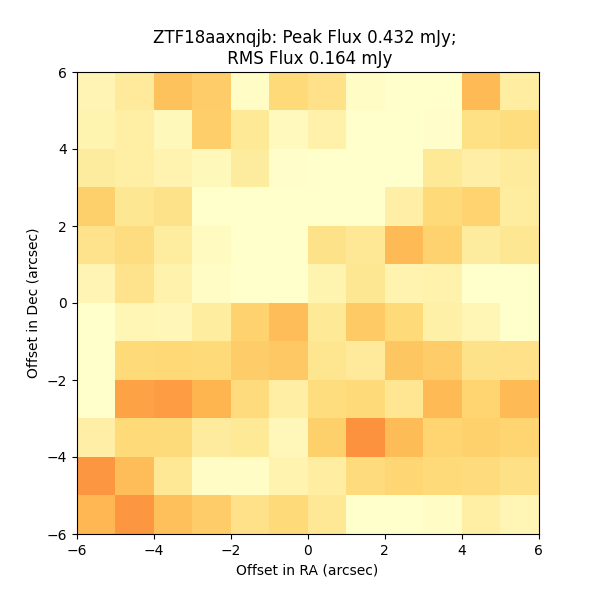 ZTF18aaxnqjb: Peak Flux 0.432 mJy;
RMS Flux 0.164 mJy
6
4
2
0
−2
−4
−6
Offset in Dec (arcsec)
−6 −4 −2 0 2 4 6
Offset in RA (arcsec)